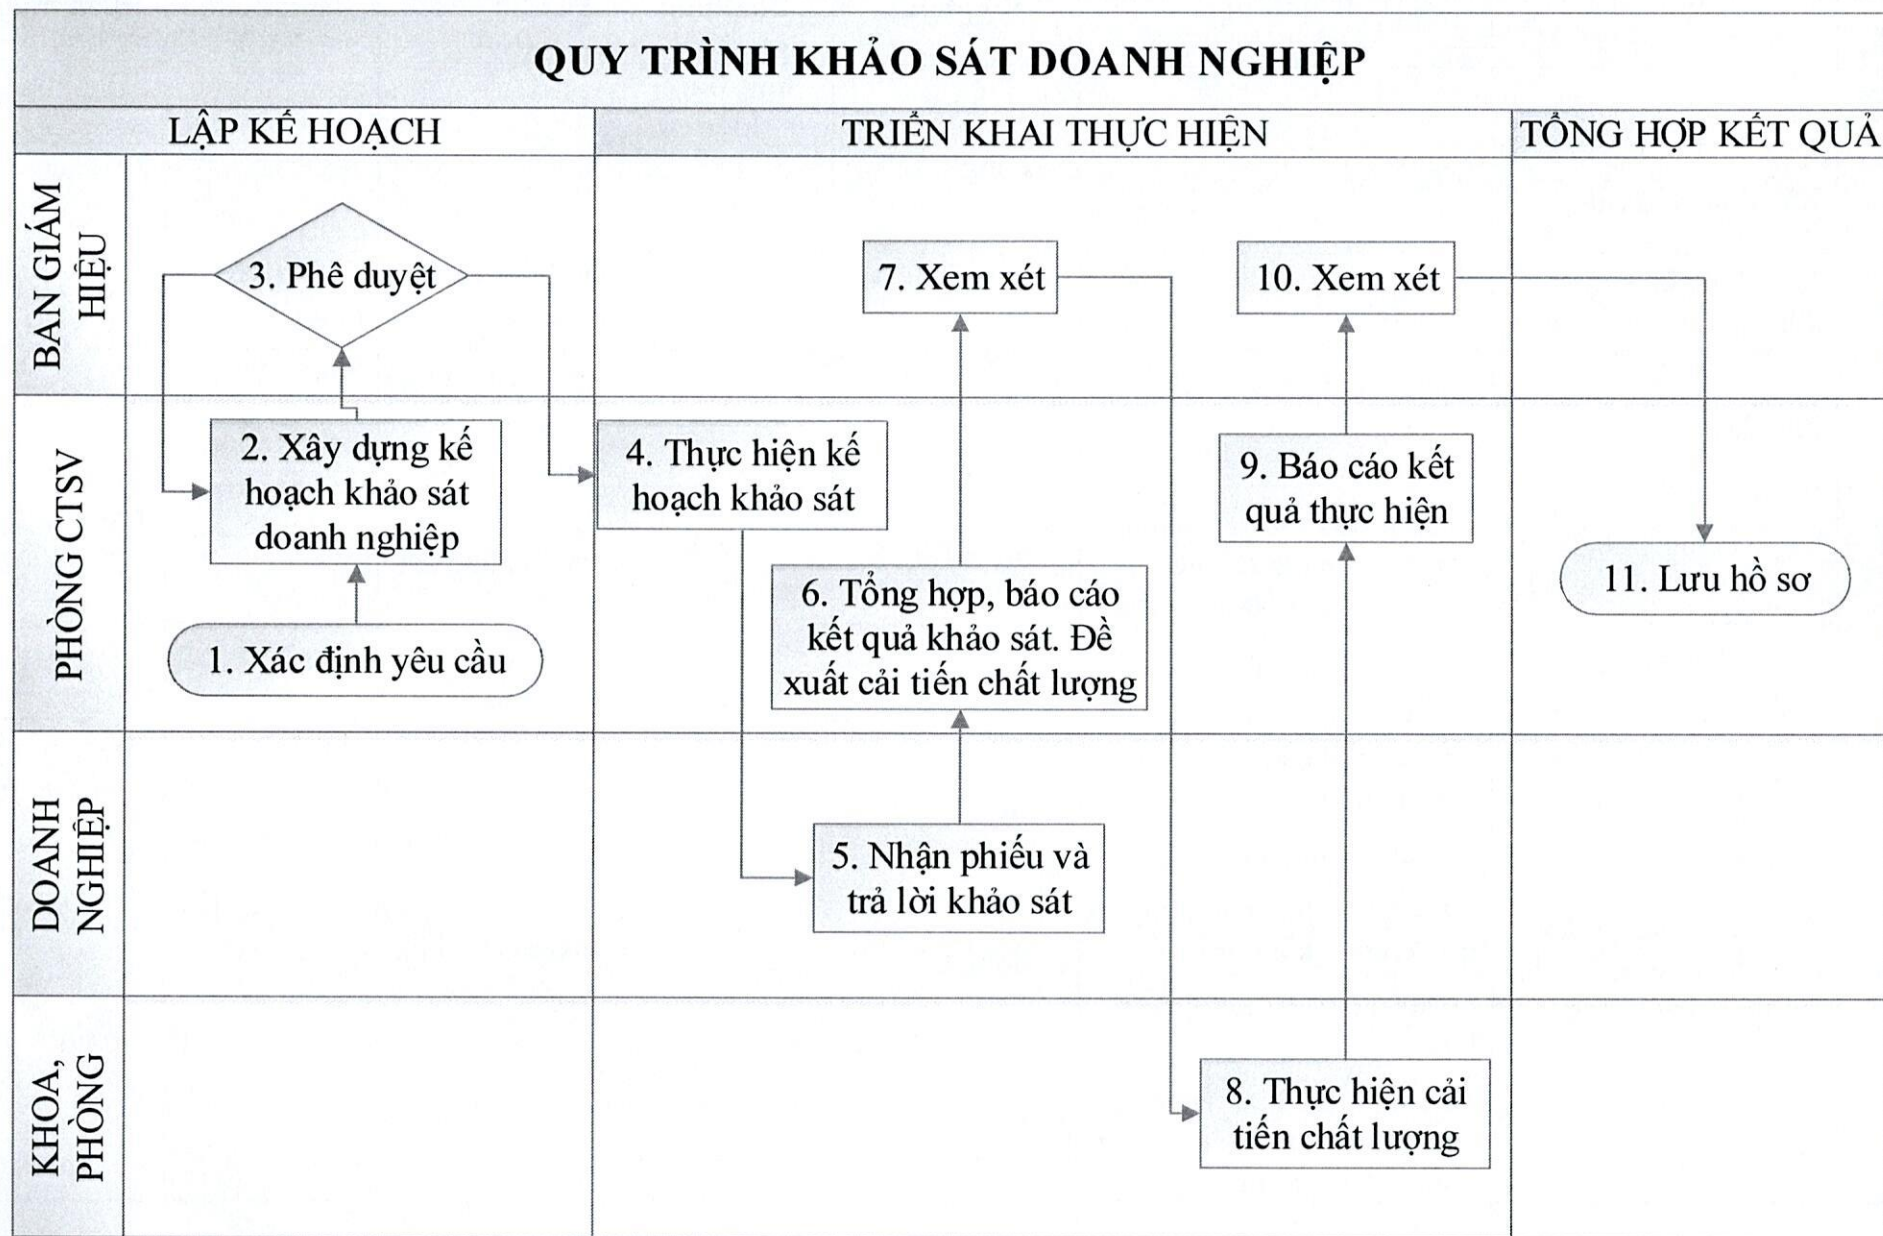 QUY TRÌNH KHẢO SÁT DOANH NGHIỆP
LẬP KẾ HOẠCH
TRIỂN KHAI THỰC HIỆN
TỔNG HỢP KẾT QUẢ
BAN GIÁM
HIỆU
3. Phê duyệt
7. Xem xét
10. Xem xét
PHÒNG CTSV
2. Xây dựng kế
hoạch khảo sát
doanh nghiệp
1. Xác định yêu cầu
4. Thực hiện kế
hoạch khảo sát
6. Tổng hợp, báo cáo
kết quả khảo sát. Đề
xuất cải tiến chất lượng
9. Báo cáo kết
quả thực hiện
11. Lưu hồ sơ
DOANH
NGHIỆP
5. Nhận phiếu và
trả lời khảo sát
KHOA,
PHÒNG
8. Thực hiện cải
tiến chất lượng